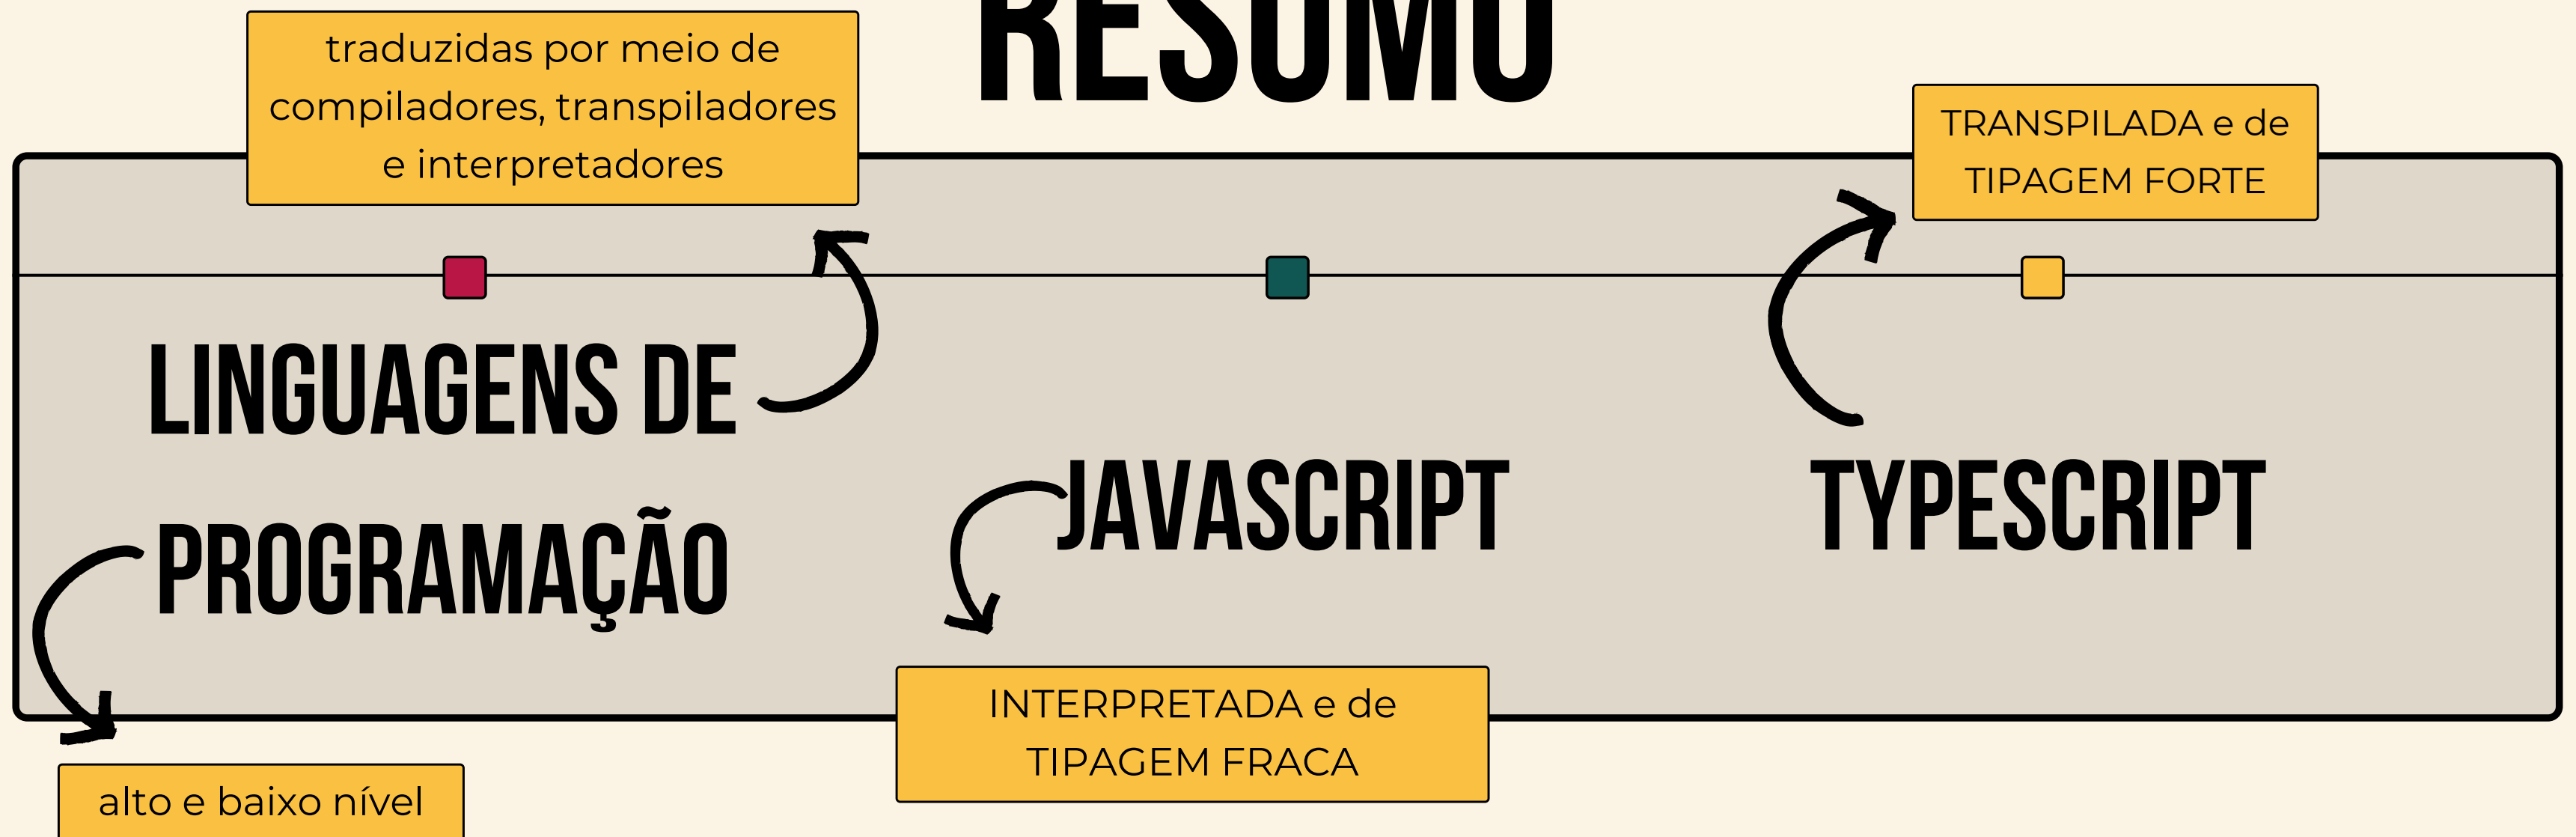 RESUMO
traduzidas por meio de
compiladores, transpiladores
e interpretadores
TRANSPILADA e de
TIPAGEM FORTE
LINGUAGENS DE
PROGRAMAÇÃO
JAVASCRIPT
TYPESCRIPT
INTERPRETADA e de
TIPAGEM FRACA
alto e baixo nível